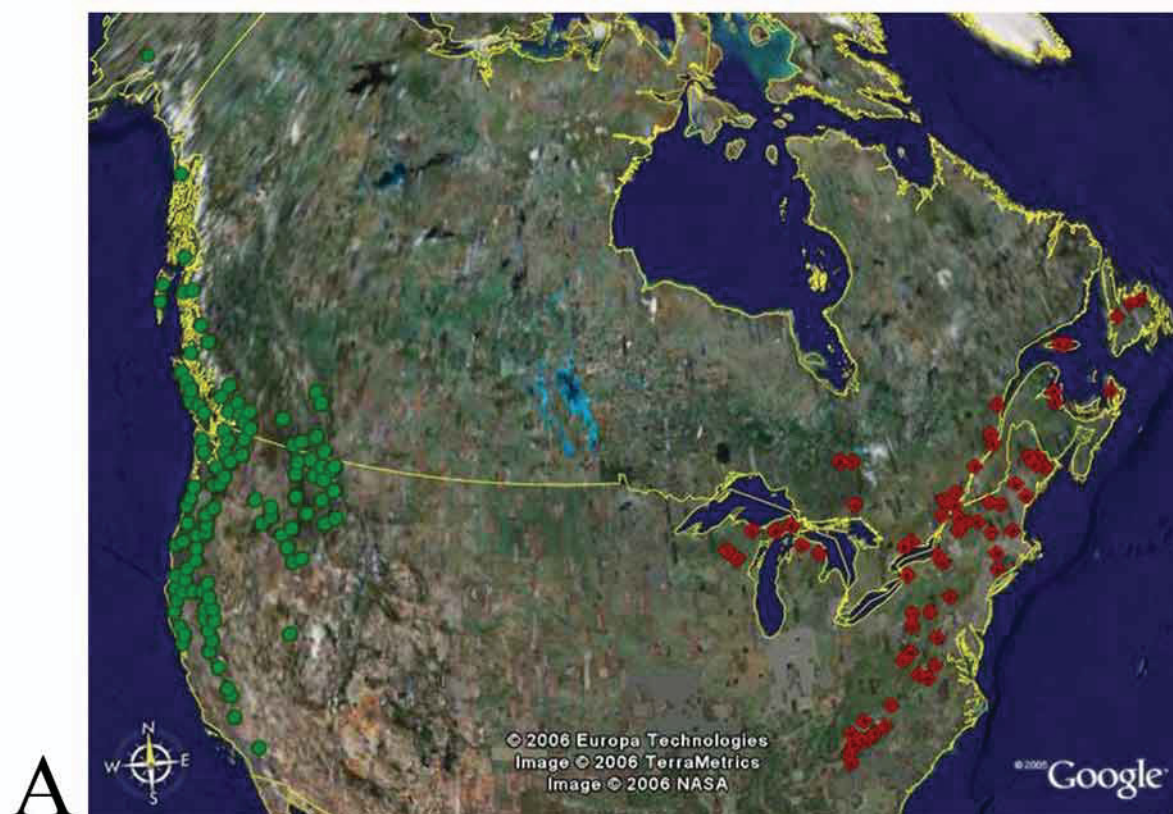 N
W E
S
© 2006 Europa Technologies
Image © 2006 TerraMetrics
Image © 2006 NASA
© 2005 Google
A